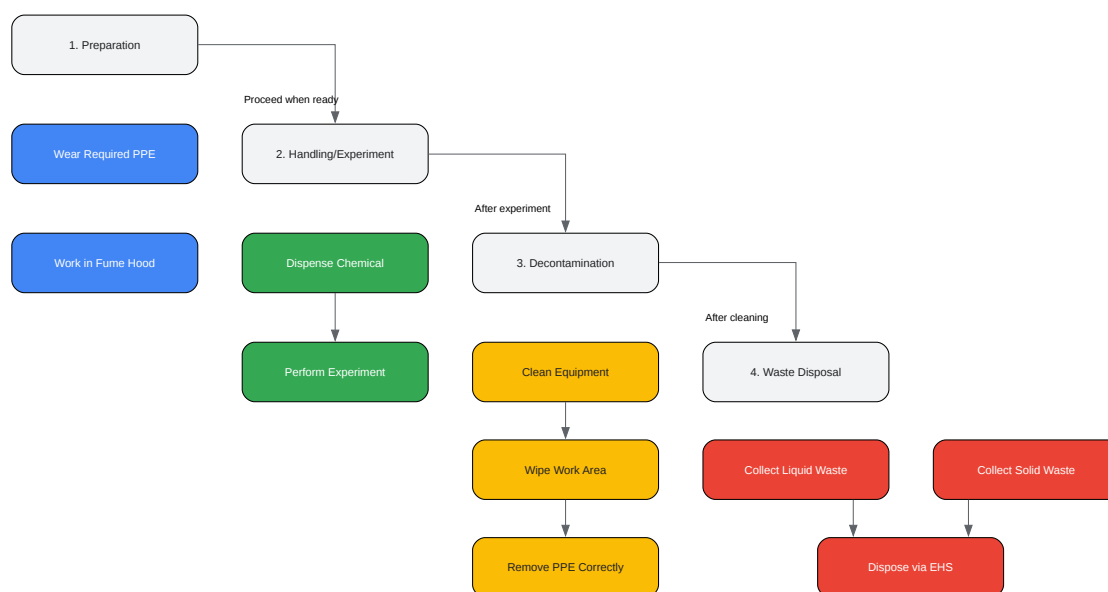 1. Preparation
Proceed when ready
Wear Required PPE
2. Handling/Experiment
After experiment
Work in Fume Hood
Dispense Chemical
3. Decontamination
After cleaning
Perform Experiment
Clean Equipment
4. Waste Disposal
Wipe Work Area
Collect Liquid Waste
Collect Solid Waste
Remove PPE Correctly
Dispose via EHS